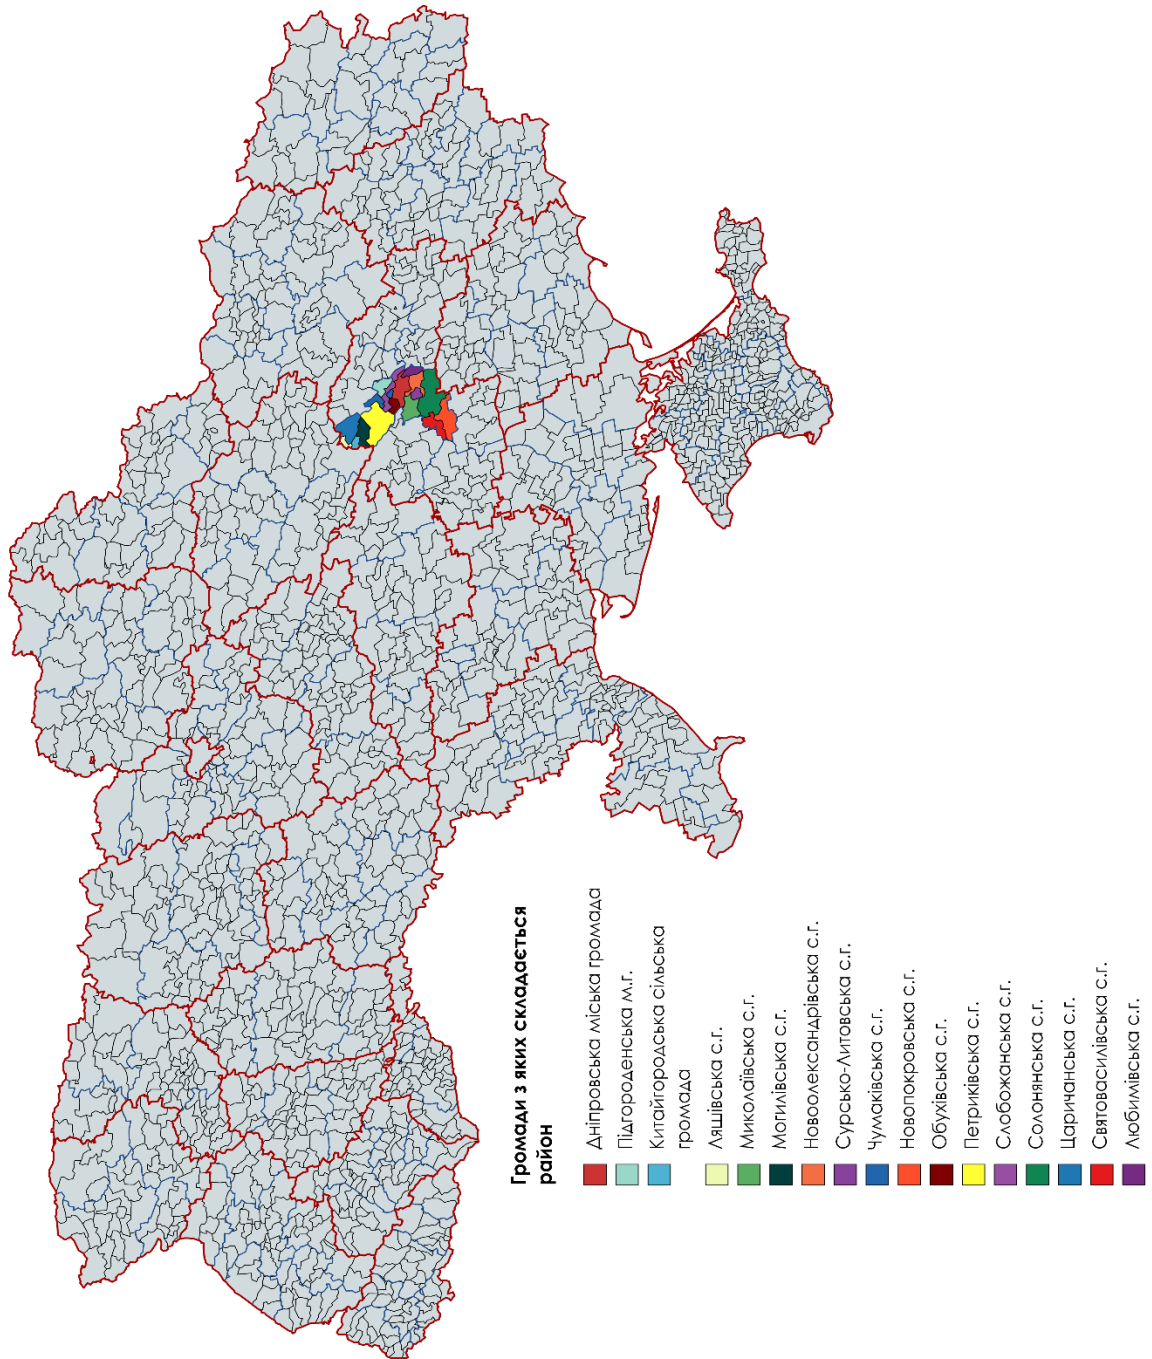 Громади з яких складається
район
Дніпровська міська громада
Підгороденська м.г.
Китайгородська сільська
громада
Ляшівська с.г.
Миколаївська с.г.
Могилівська с.г.
Новоолександрівська с.г.
Сурсько-Литовська с.г.
Чумаківська с.г.
Новопокровська с.г.
Обухівська с.г.
Петриківська с.г.
Слобожанська с.г.
Солонянська с.г.
Царичанська с.г.
Святовасилівська с.г.
Любимівська с.г.